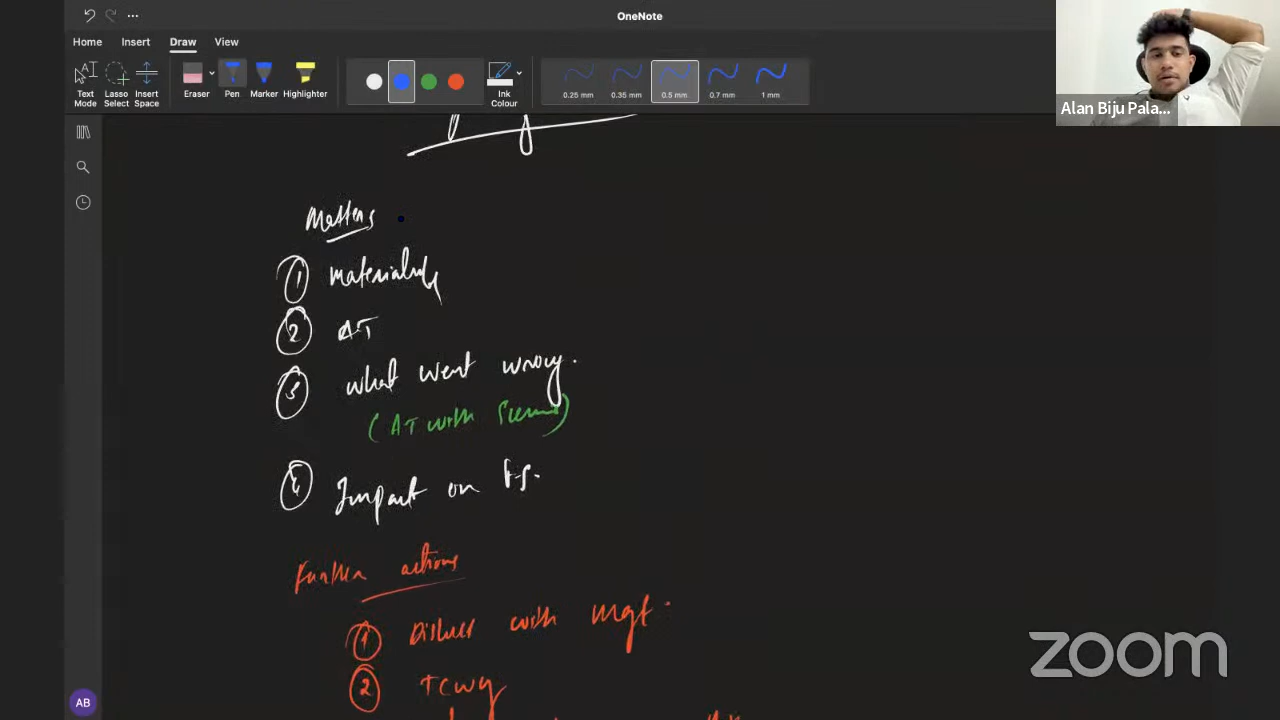 OneNote
Home Insert Draw View
Text Mode Lasso Select Insert Space Eraser Pen Marker Highlighter Ink Colour 0.25 mm 0.35 mm 0.5 mm 0.7 mm 1 mm
Alan Biju Pala...
Matters
1 Materiality
2 AT
3 what went wrong.
(AT with Scenario)
4 Impact on F.S.
Further actions
1 Discuss with mgt.
2 TCWG
zoom
AB